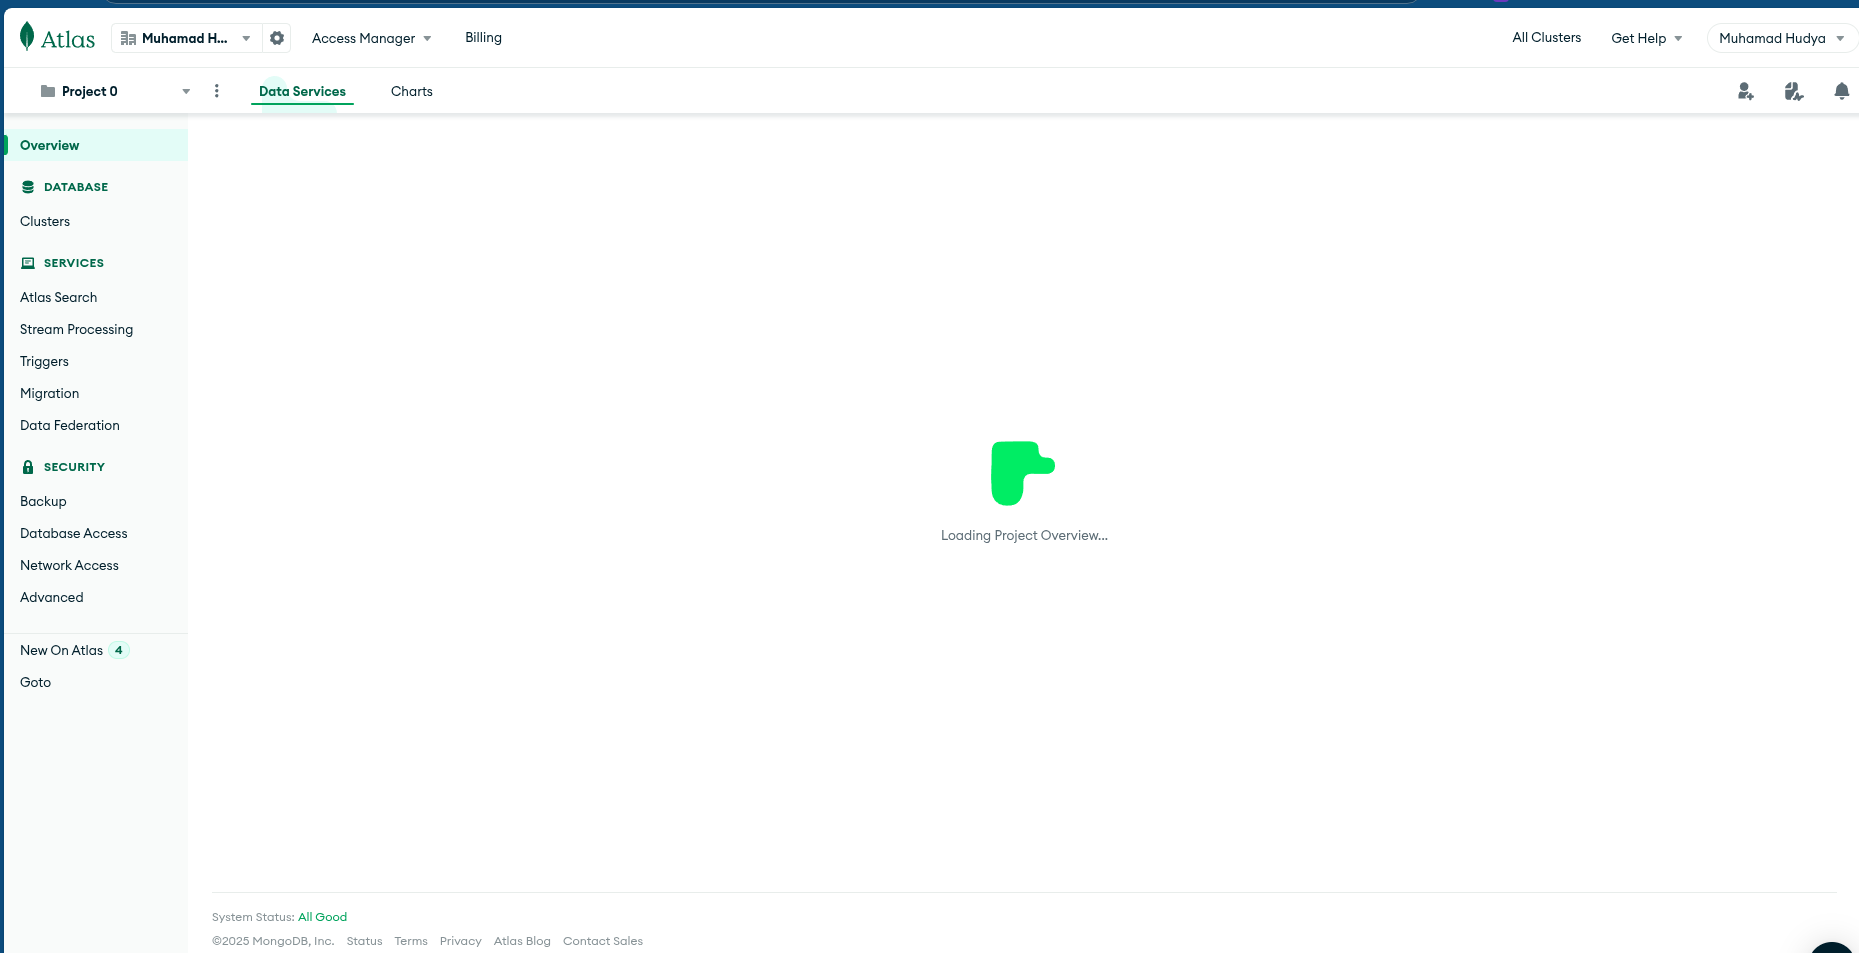 Atlas
Muhamad H...
Access Manager
Billing
All Clusters
Get Help
Muhamad Hudya
Project 0
Data Services
Charts
Overview
DATABASE
Clusters
SERVICES
Atlas Search
Stream Processing
Triggers
Migration
Data Federation
SECURITY
Backup
Database Access
Network Access
Advanced
New On Atlas 4
Goto
Loading Project Overview...
System Status: All Good
©2025 MongoDB, Inc. Status Terms Privacy Atlas Blog Contact Sales